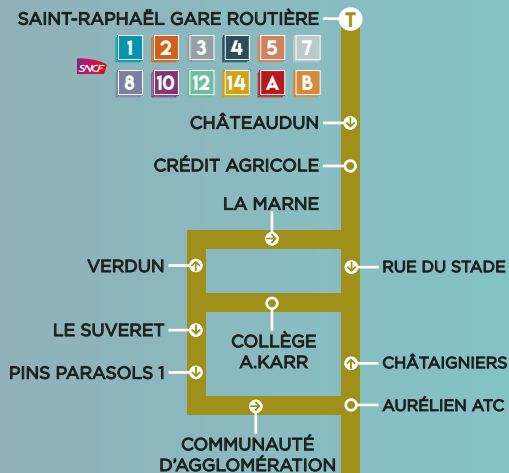 SAINT-RAPHAËL GARE ROUTIÈRE T
SNCF
1 2 3 4 5 7
8 10 12 14 A B
CHÂTEAUDUN
CRÉDIT AGRICOLE
LA MARNE
VERDUN
RUE DU STADE
LE SUVERET
COLLÈGE
A.KARR
PINS PARASOLS 1
CHÂTAIGNIERS
AURÉLIEN ATC
COMMUNAUTÉ
D'AGGLOMÉRATION